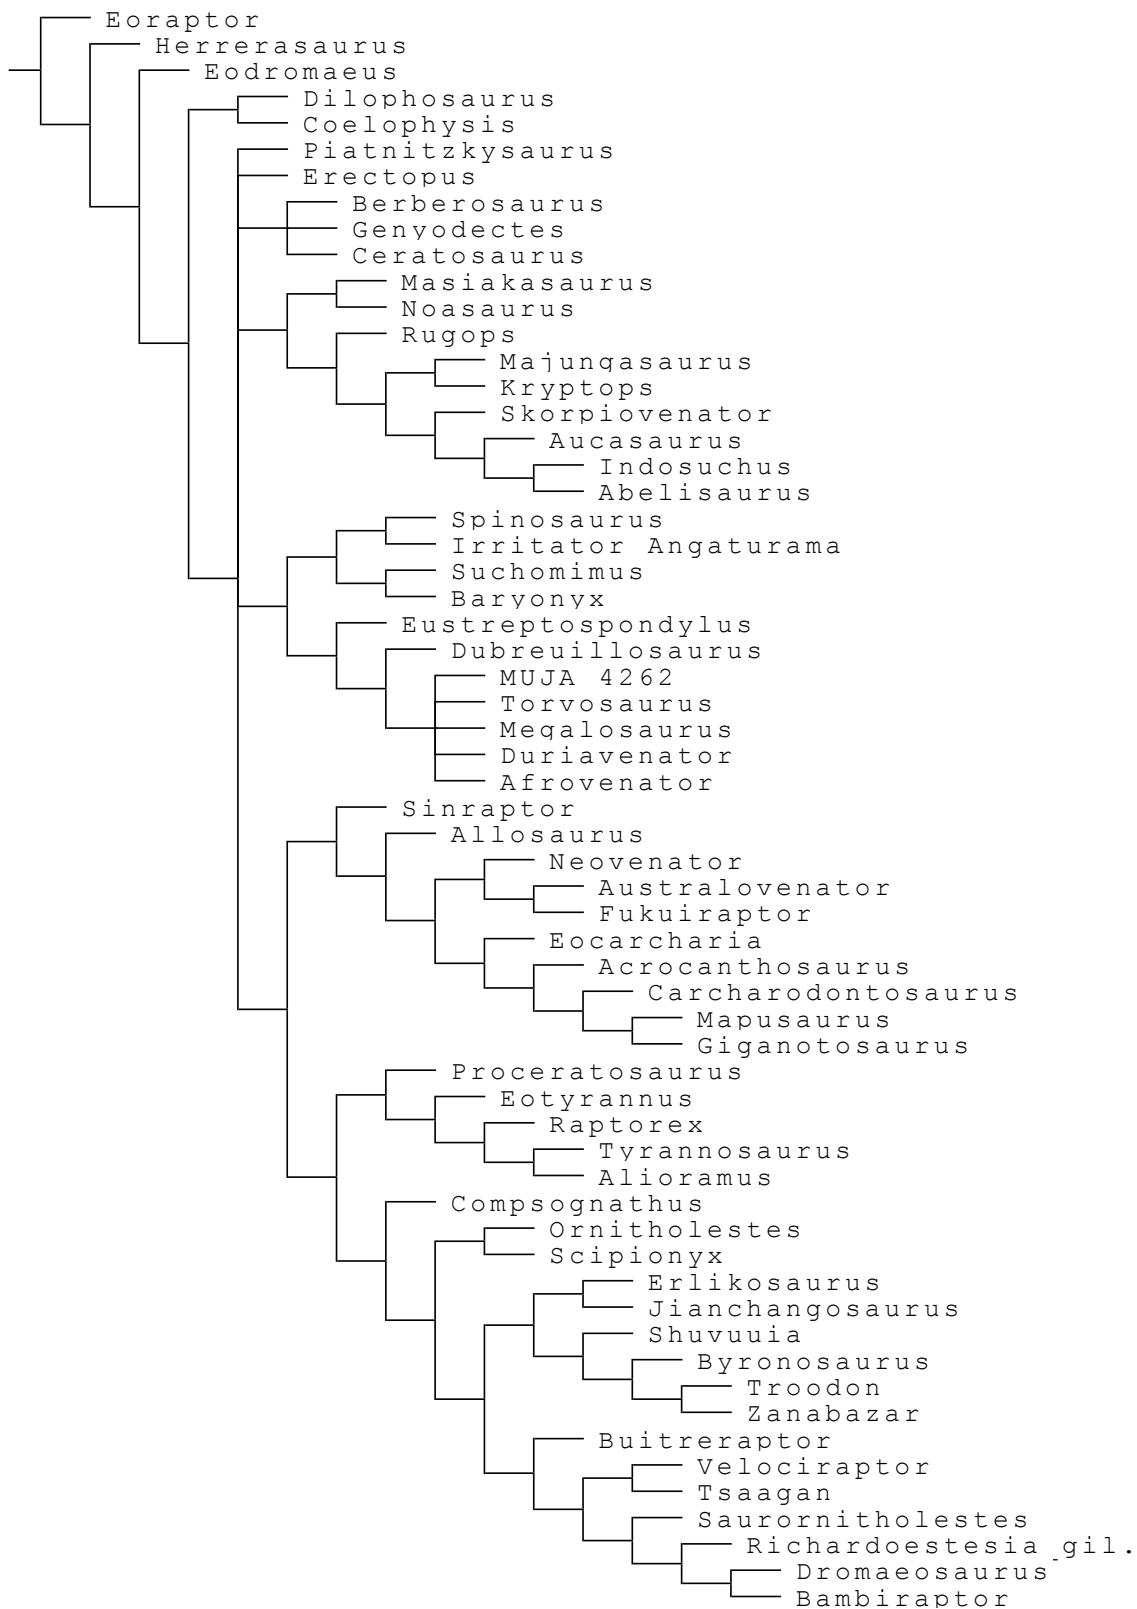 Eoraptor
Herrerasaurus
Eodromaeus
Dilophosaurus
Coelophysis
Piatnitzkysaurus
Erectopus
Berberosaurus
Genyodectes
Ceratosaurus
Masiakasaurus
Noasaurus
Rugops
Majungasaurus
Kryptops
Skorpiovenator
Aucasaurus
Indosuchus
Abelisaurus
Spinosaurus
Irritator Angaturama
Suchomimus
Baryonyx
Eustreptospondylus
Dubreuillosaurus
MUJA 4262
Torvosaurus
Megalosaurus
Duriavenator
Afrovenator
Sinraptor
Allosaurus
Neovenator
Australovenator
Fukuiraptor
Eocarcharia
Acrocanthosaurus
Carcharodontosaurus
Mapusaurus
Giganotosaurus
Proceratosaurus
Eotyrannus
Raptorex
Tyrannosaurus
Alioramus
Compsognathus
Ornitholestes
Scipionyx
Erlikosaurus
Jianchangosaurus
Shuvuuia
Byronosaurus
Troodon
Zanabazar
Buitreraptor
Velociraptor
Tsaagan
Saurornitholestes
Richardoestesia gil.
Dromaeosaurus
Bambiraptor